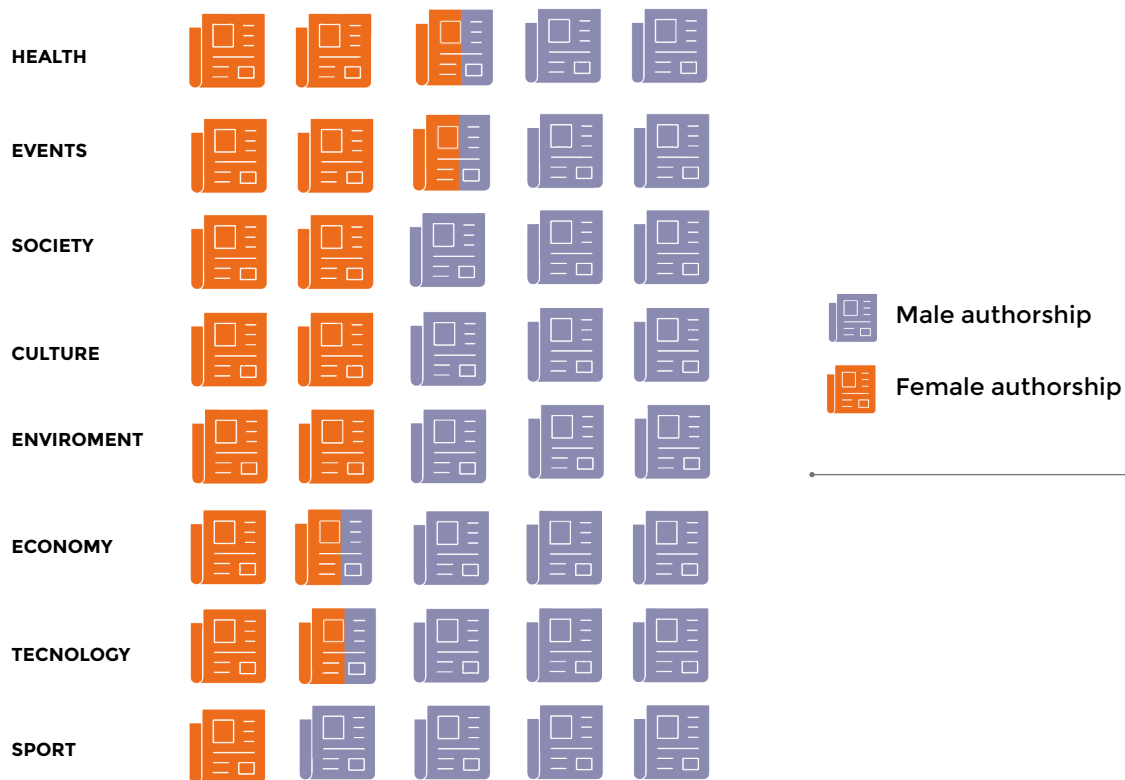 HEALTH
EVENTS
SOCIETY
CULTURE
ENVIROMENT
ECONOMY
TECNOLOGY
SPORT
Male authorship
Female authorship